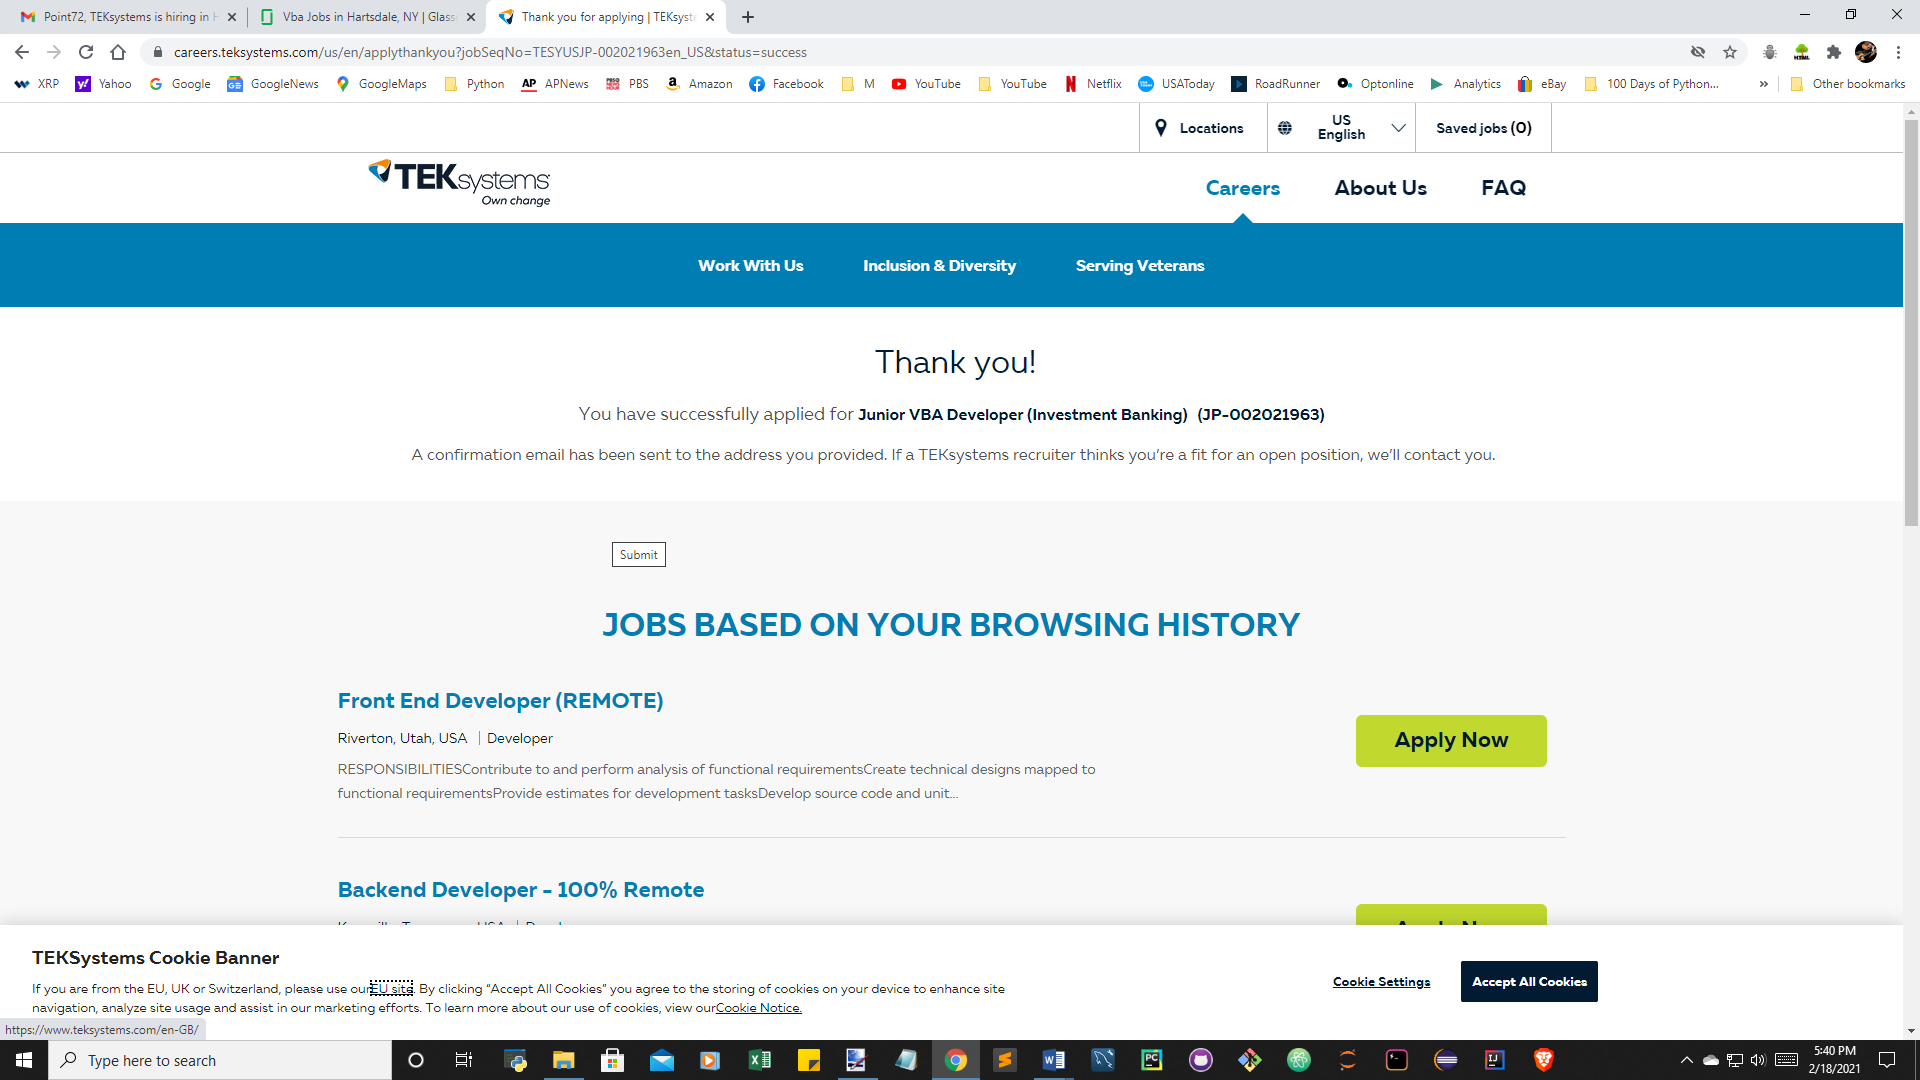 Point72, TEKsystems is hiring in H
Vba Jobs in Hartsdale, NY | Glass
Thank you for applying | TEKsyst
careers.teksystems.com/us/en/applythankyou?jobSeqNo=TESYUSJP-002021963en_US&status=success
XRP Yahoo Google GoogleNews GoogleMaps Python APNews PBS Amazon Facebook M YouTube YouTube Netflix USAToday RoadRunner Optonline Analytics eBay 100 Days of Python... » Other bookmarks
Locations
US
English
Saved jobs (0)
TEKsystems
Own change
Careers About Us FAQ
Work With Us Inclusion & Diversity Serving Veterans
Thank you!
You have successfully applied for Junior VBA Developer (Investment Banking) (JP-002021963)
A confirmation email has been sent to the address you provided. If a TEKsystems recruiter thinks you're a fit for an open position, we'll contact you.
Submit
JOBS BASED ON YOUR BROWSING HISTORY
Front End Developer (REMOTE)
Riverton, Utah, USA | Developer
RESPONSIBILITIESContribute to and perform analysis of functional requirementsCreate technical designs mapped to
functional requirementsProvide estimates for development tasksDevelop source code and unit...
Apply Now
Backend Developer - 100% Remote
TEKSystems Cookie Banner
If you are from the EU, UK or Switzerland, please use our EU site. By clicking “Accept All Cookies” you agree to the storing of cookies on your device to enhance site
navigation, analyze site usage and assist in our marketing efforts. To learn more about our use of cookies, view our Cookie Notice.
Cookie Settings
Accept All Cookies
https://www.teksystems.com/en-GB/
Type here to search
5:40 PM
2/18/2021